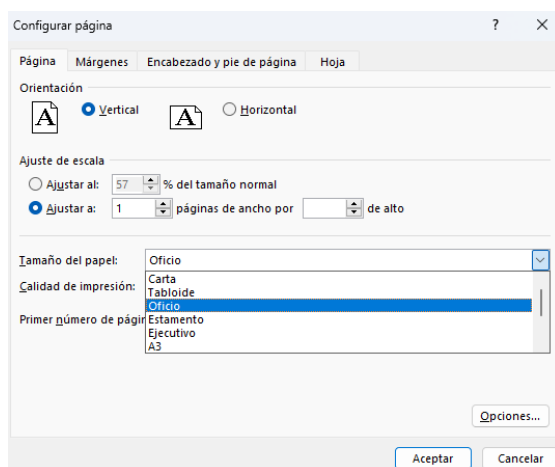 Configurar página ? ×
Página Márgenes Encabezado y pie de página Hoja
Orientación
A Vertical A Horizontal
Ajuste de escala
Ajustar al: 57 % del tamaño normal
Ajustar a: 1 páginas de ancho por de alto
Tamaño del papel: Oficio
Carta
Calidad de impresión:
Tabloide
Oficio
Primer número de págin
Estamento
Ejecutivo
A3
Opciones...
Aceptar Cancelar